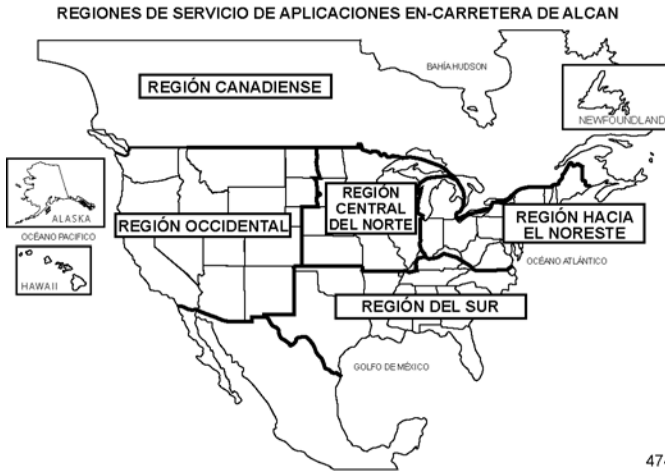 REGIONES DE SERVICIO DE APLICACIONES EN-CARRETERA DE ALCAN
BAHÍA HUDSON
REGIÓN CANADIENSE
NEWFOUNDLAND
ALASKA
OCÉANO PACIFICO
HAWAII
REGIÓN OCCIDENTAL
REGIÓN
CENTRAL
DEL NORTE
REGIÓN HACIA
EL NORESTE
OCÉANO ATLÁNTICO
REGIÓN DEL SUR
GOLFO DE MÉXICO